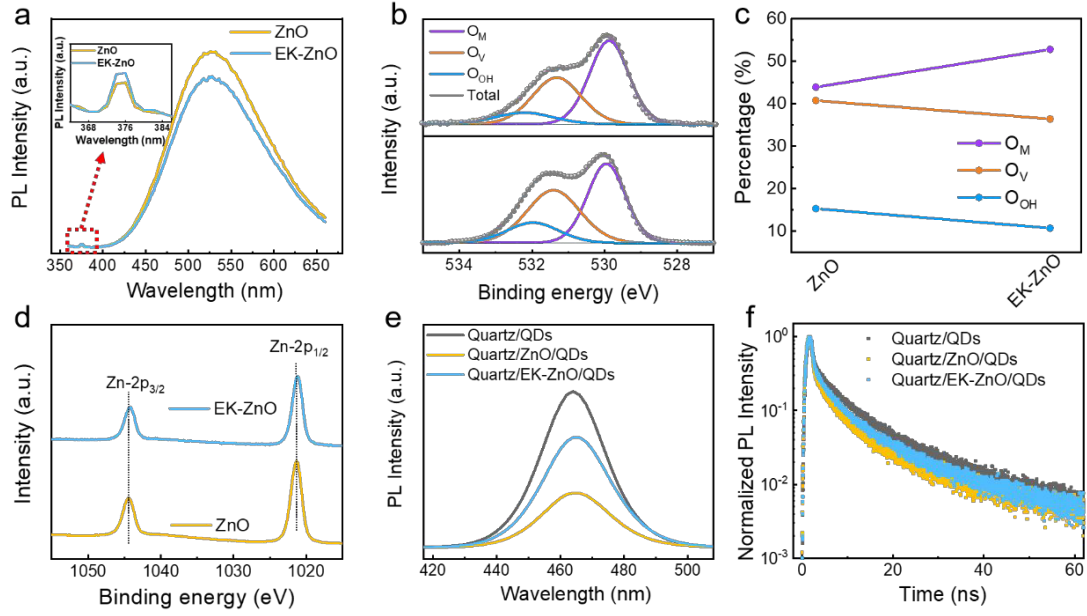 a
ZnO
EK-ZnO
PL Intensity (a.u.)
ZnO
EK-ZnO
PL Intensity (a.u.)
368 376 384
Wavelength (nm)
350 400 450 500 550 600 650
Wavelength (nm)
b
O_M
O_V
O_OH
Total
Intensity (a.u.)
534 532 530 528
Binding energy (eV)
c
Percentage (%)
60
50
40
30
20
10
0
O_M
O_V
O_OH
ZnO
EK-ZnO
d
Zn-2p_3/2
Zn-2p_1/2
EK-ZnO
ZnO
Intensity (a.u.)
1050 1040 1030 1020
Binding energy (eV)
e
Quartz/QDs
Quartz/ZnO/QDs
Quartz/EK-ZnO/QDs
PL Intensity (a.u.)
420 440 460 480 500
Wavelength (nm)
f
Quartz/QDs
Quartz/ZnO/QDs
Quartz/EK-ZnO/QDs
Normalized PL Intensity
10^0
10^-1
10^-2
10^-3
0 20 40 60
Time (ns)